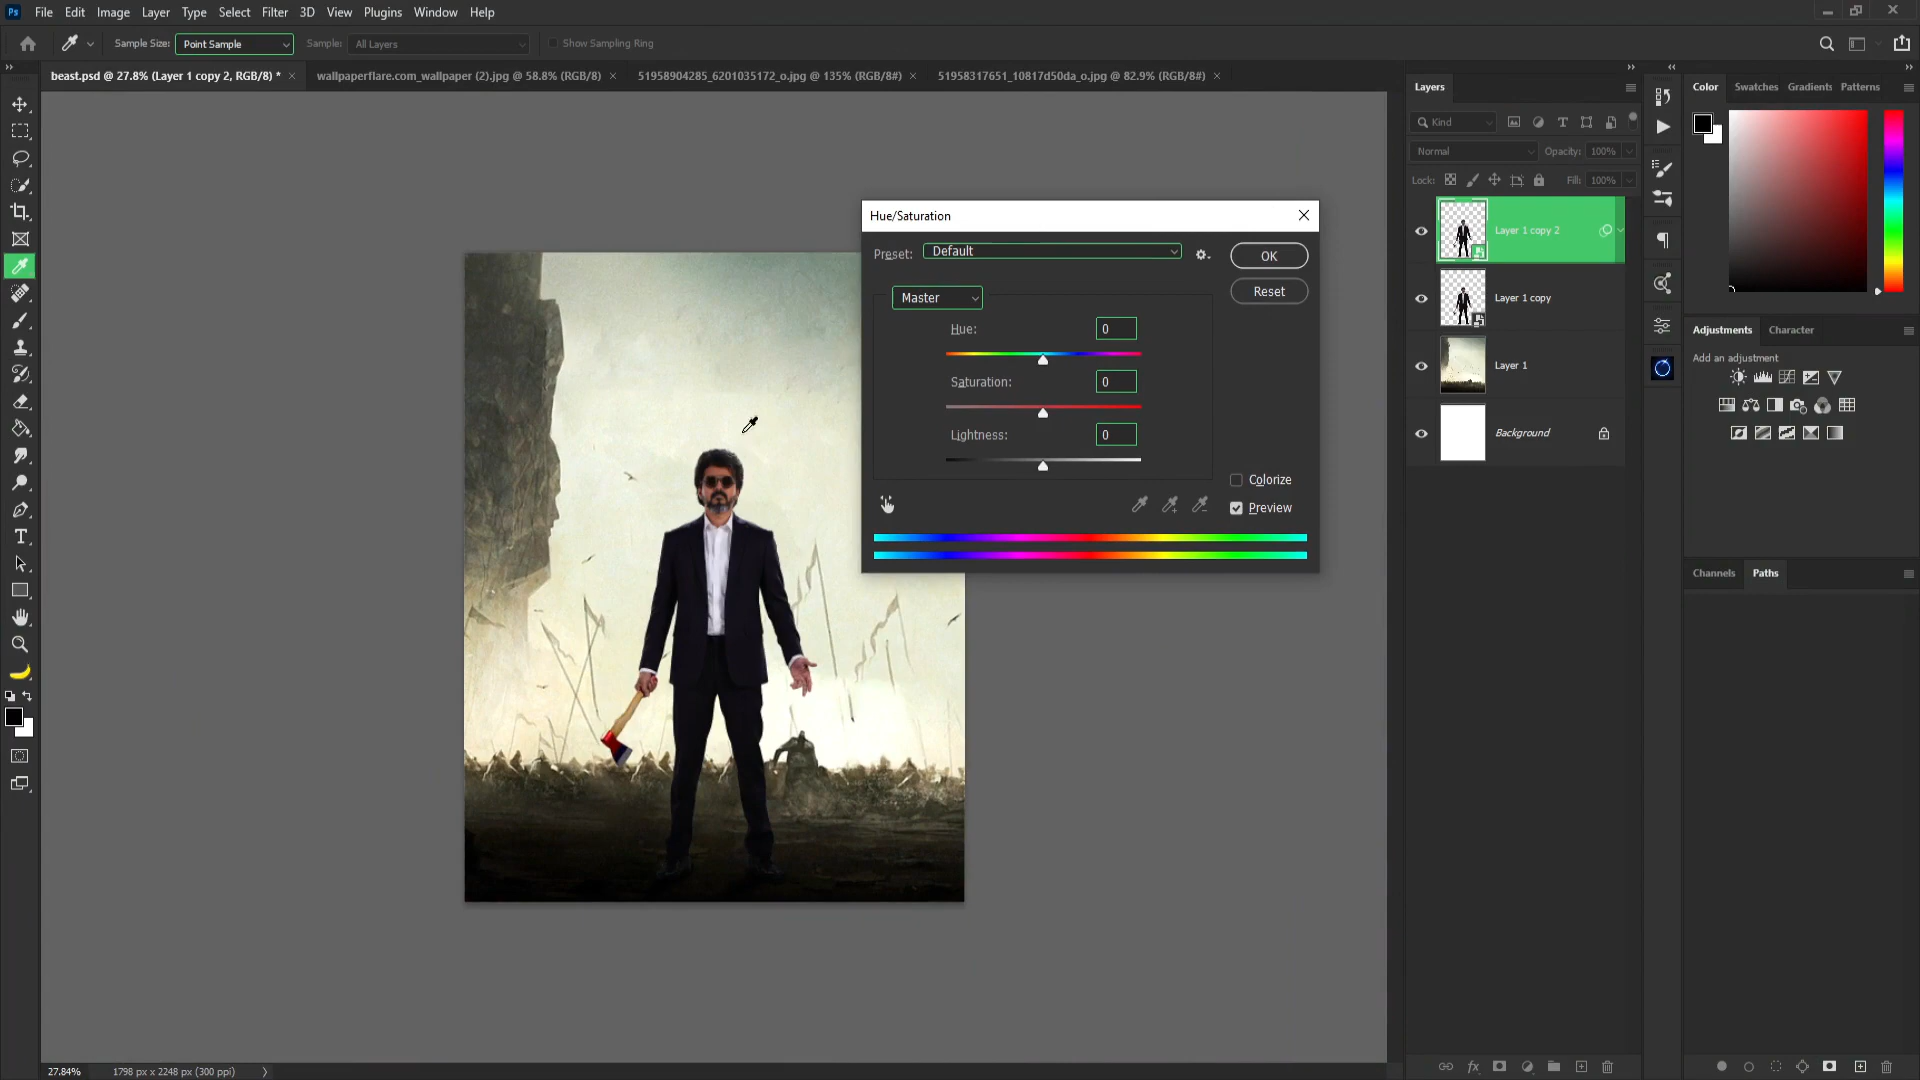 Ps File Edit Image Layer Type Select Filter 3D View Plugins Window Help
Sample Size: Point Sample Sample: All Layers Show Sampling Ring
beast.psd @ 27.8% (Layer 1 copy 2, RGB/8) * wallpaperflare.com_wallpaper (2).jpg @ 58.8% (RGB/8) 51958904285_6201035172_o.jpg @ 135% (RGB/8#) 51958317651_10817d50da_o.jpg @ 82.9% (RGB/8#)
Hue/Saturation
Preset: Default
OK
Master
Reset
Hue: 0
Saturation: 0
Lightness: 0
Colorize
Preview
Layers
Kind
Normal Opacity: 100%
Lock: Fill: 100%
Layer 1 copy 2
Layer 1 copy
Layer 1
Background
Color Swatches Gradients Patterns
Adjustments Character
Add an adjustment
Channels Paths
27.84% 1798 px x 2248 px (300 ppi)